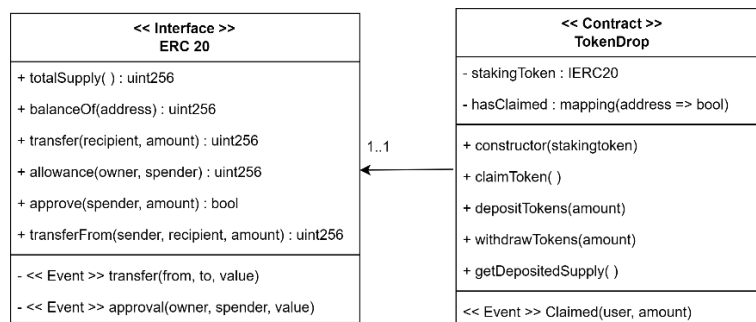 << Interface >>
ERC 20
+ totalSupply( ) : uint256
+ balanceOf(address) : uint256
+ transfer(recipient, amount) : uint256
+ allowance(owner, spender) : uint256
+ approve(spender, amount) : bool
+ transferFrom(sender, recipient, amount) : uint256
- << Event >> transfer(from, to, value)
- << Event >> approval(owner, spender, value)
1..1
<< Contract >>
TokenDrop
- stakingToken : IERC20
- hasClaimed : mapping(address => bool)
+ constructor(stakingtoken)
+ claimToken( )
+ depositTokens(amount)
+ withdrawTokens(amount)
+ getDepositedSupply( )
<< Event >> Claimed(user, amount)